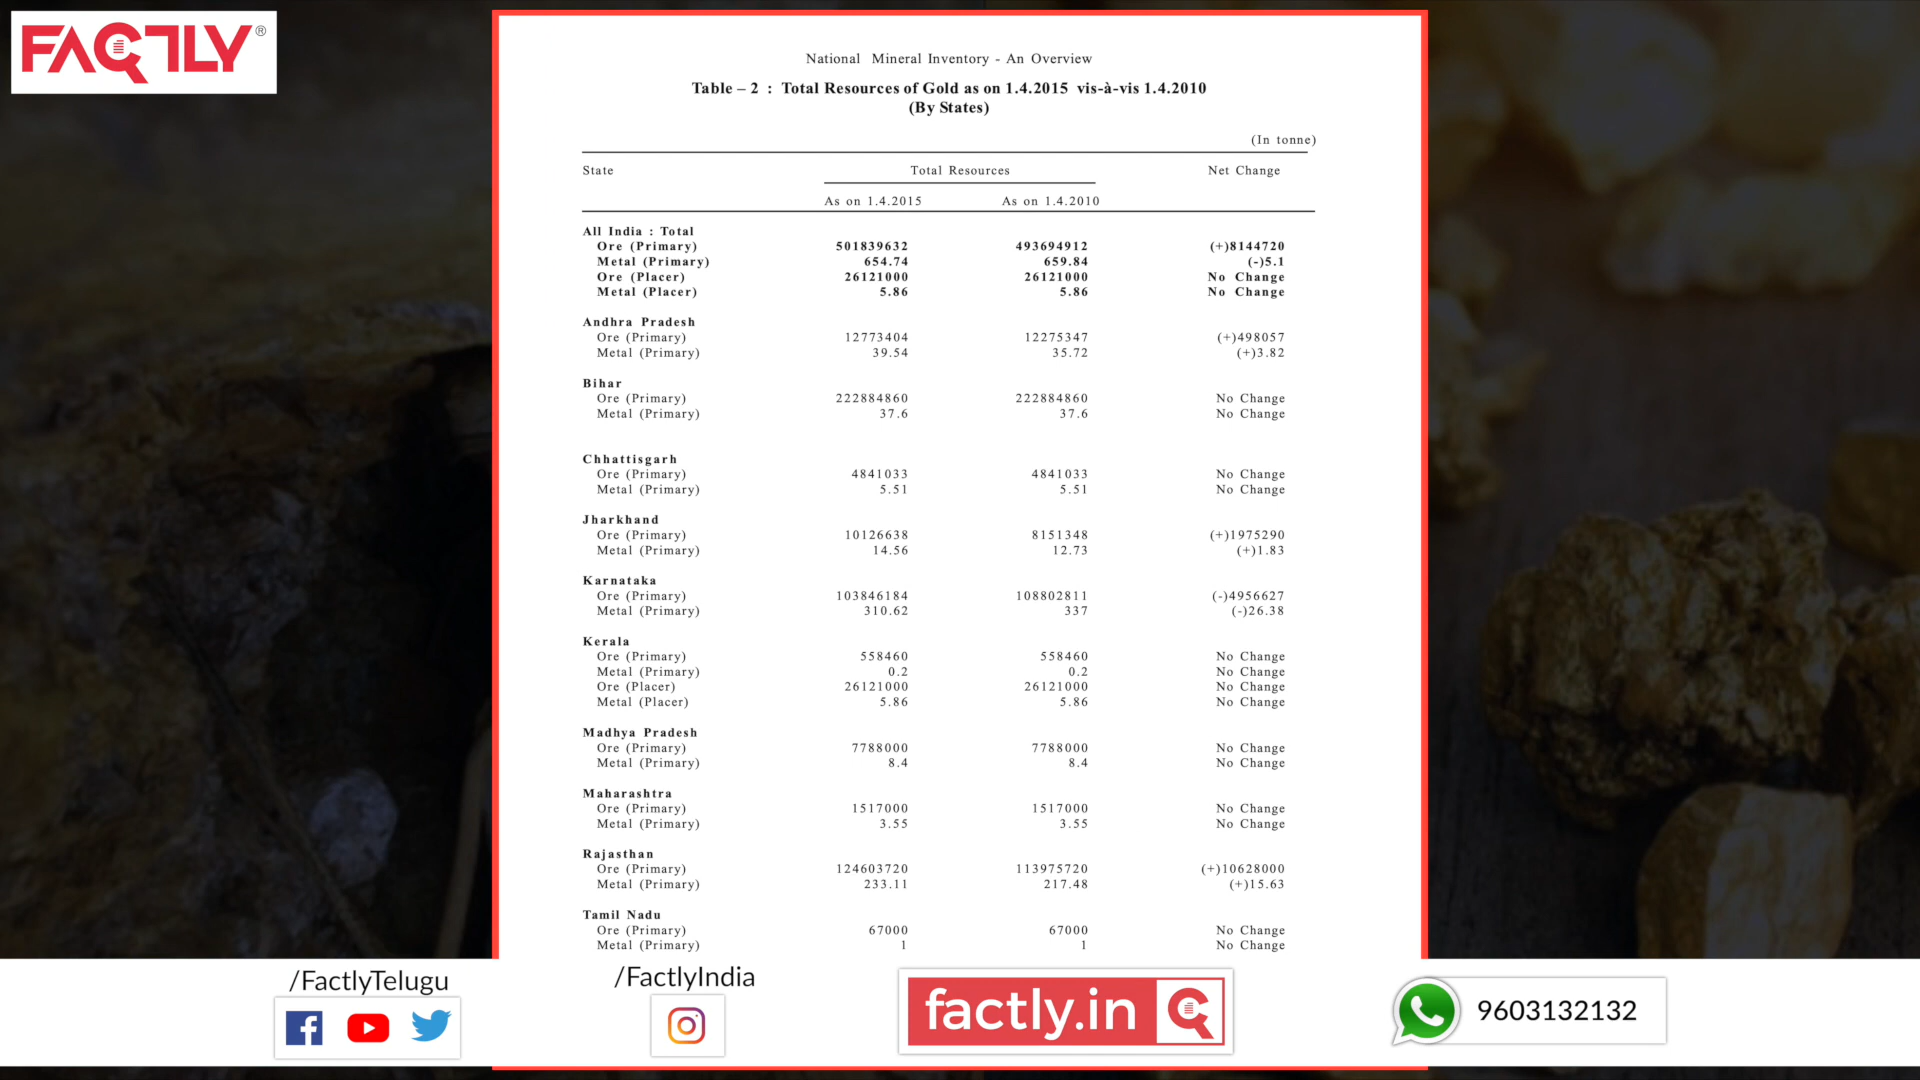 FACTLY®
National Mineral Inventory - An Overview
Table – 2 : Total Resources of Gold as on 1.4.2015 vis-à-vis 1.4.2010
(By States)
(In tonne)
State Total Resources Net Change
As on 1.4.2015 As on 1.4.2010
All India : Total
Ore (Primary) 501839632 493694912 (+)8144720
Metal (Primary) 654.74 659.84 (-)5.1
Ore (Placer) 26121000 26121000 No Change
Metal (Placer) 5.86 5.86 No Change
Andhra Pradesh
Ore (Primary) 12773404 12275347 (+)498057
Metal (Primary) 39.54 35.72 (+)3.82
Bihar
Ore (Primary) 222884860 222884860 No Change
Metal (Primary) 37.6 37.6 No Change
Chhattisgarh
Ore (Primary) 4841033 4841033 No Change
Metal (Primary) 5.51 5.51 No Change
Jharkhand
Ore (Primary) 10126638 8151348 (+)1975290
Metal (Primary) 14.56 12.73 (+)1.83
Karnataka
Ore (Primary) 103846184 108802811 (-)4956627
Metal (Primary) 310.62 337 (-)26.38
Kerala
Ore (Primary) 558460 558460 No Change
Metal (Primary) 0.2 0.2 No Change
Ore (Placer) 26121000 26121000 No Change
Metal (Placer) 5.86 5.86 No Change
Madhya Pradesh
Ore (Primary) 7788000 7788000 No Change
Metal (Primary) 8.4 8.4 No Change
Maharashtra
Ore (Primary) 1517000 1517000 No Change
Metal (Primary) 3.55 3.55 No Change
Rajasthan
Ore (Primary) 124603720 113975720 (+)10628000
Metal (Primary) 233.11 217.48 (+)15.63
Tamil Nadu
Ore (Primary) 67000 67000 No Change
Metal (Primary) 1 1 No Change
/FactlyTelugu
/FactlyIndia
factly.in
9603132132